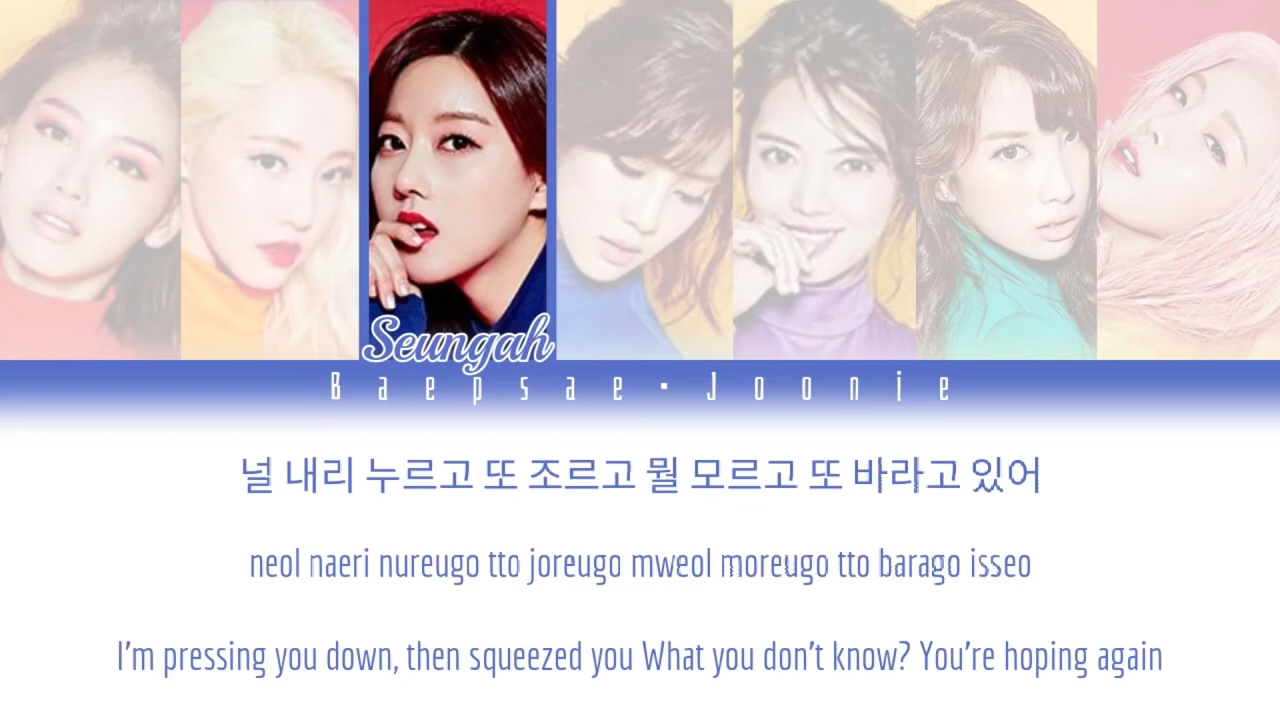 Seungah
Baepsae·Joonie
널 내리 누르고 또 조르고 뭘 모르고 또 바라고 있어
neol naeri nureugo tto joreugo mweol moreugo tto barago isseo
I'm pressing you down, then squeezed you What you don't know? You're hoping again